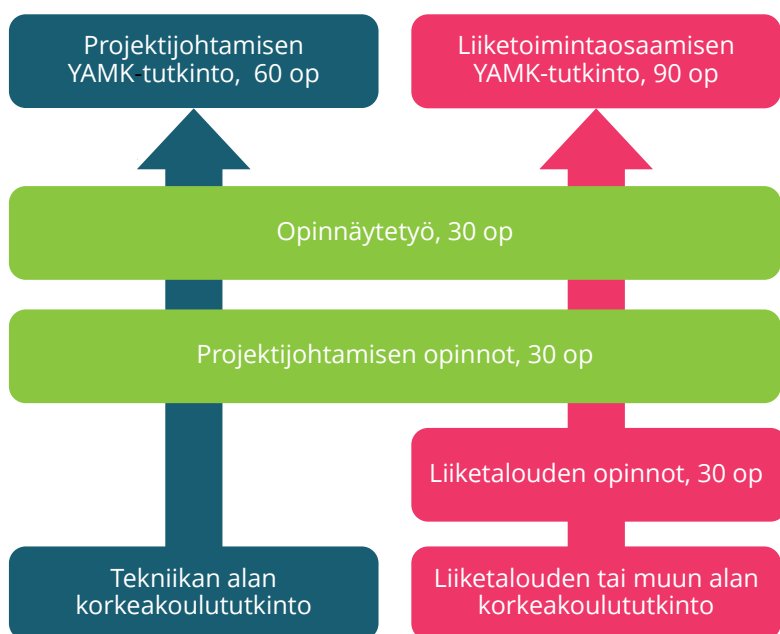 Projektijohtamisen
YAMK-tutkinto, 60 op
Liiketoimintaosaamisen
YAMK-tutkinto, 90 op
Opinnäytetyö, 30 op
Projektijohtamisen opinnot, 30 op
Liiketalouden opinnot, 30 op
Tekniikan alan
korkeakoulututkinto
Liiketalouden tai muun alan
korkeakoulututkinto